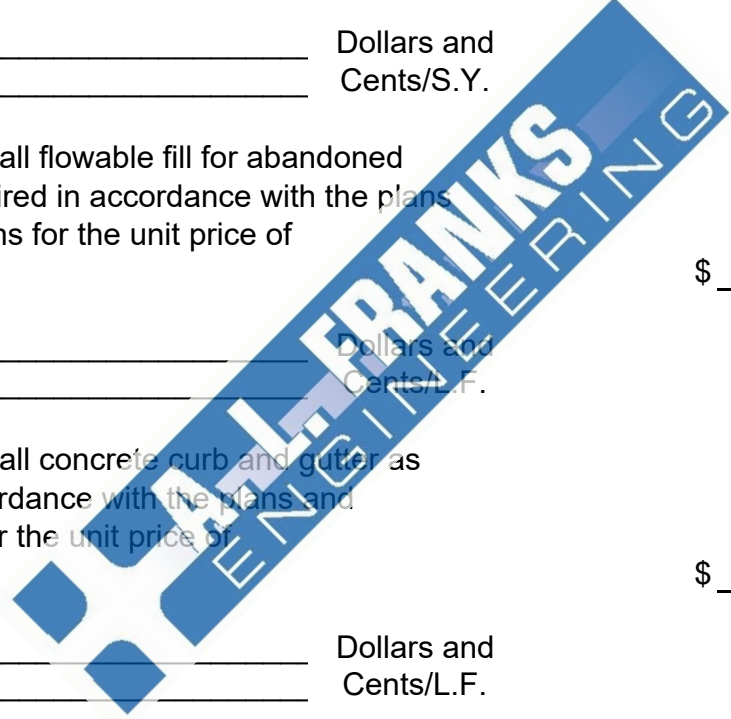 Dollars and
Cents/S.Y.
all flowable fill for abandoned
ired in accordance with the plans
ns for the unit price of
$
Dollars and
Cents/L.F.
all concrete curb and gutter as
rdance with the plans and
r the unit price of
$
Dollars and
Cents/L.F.
A. L. FRANKS
ENGINEERING